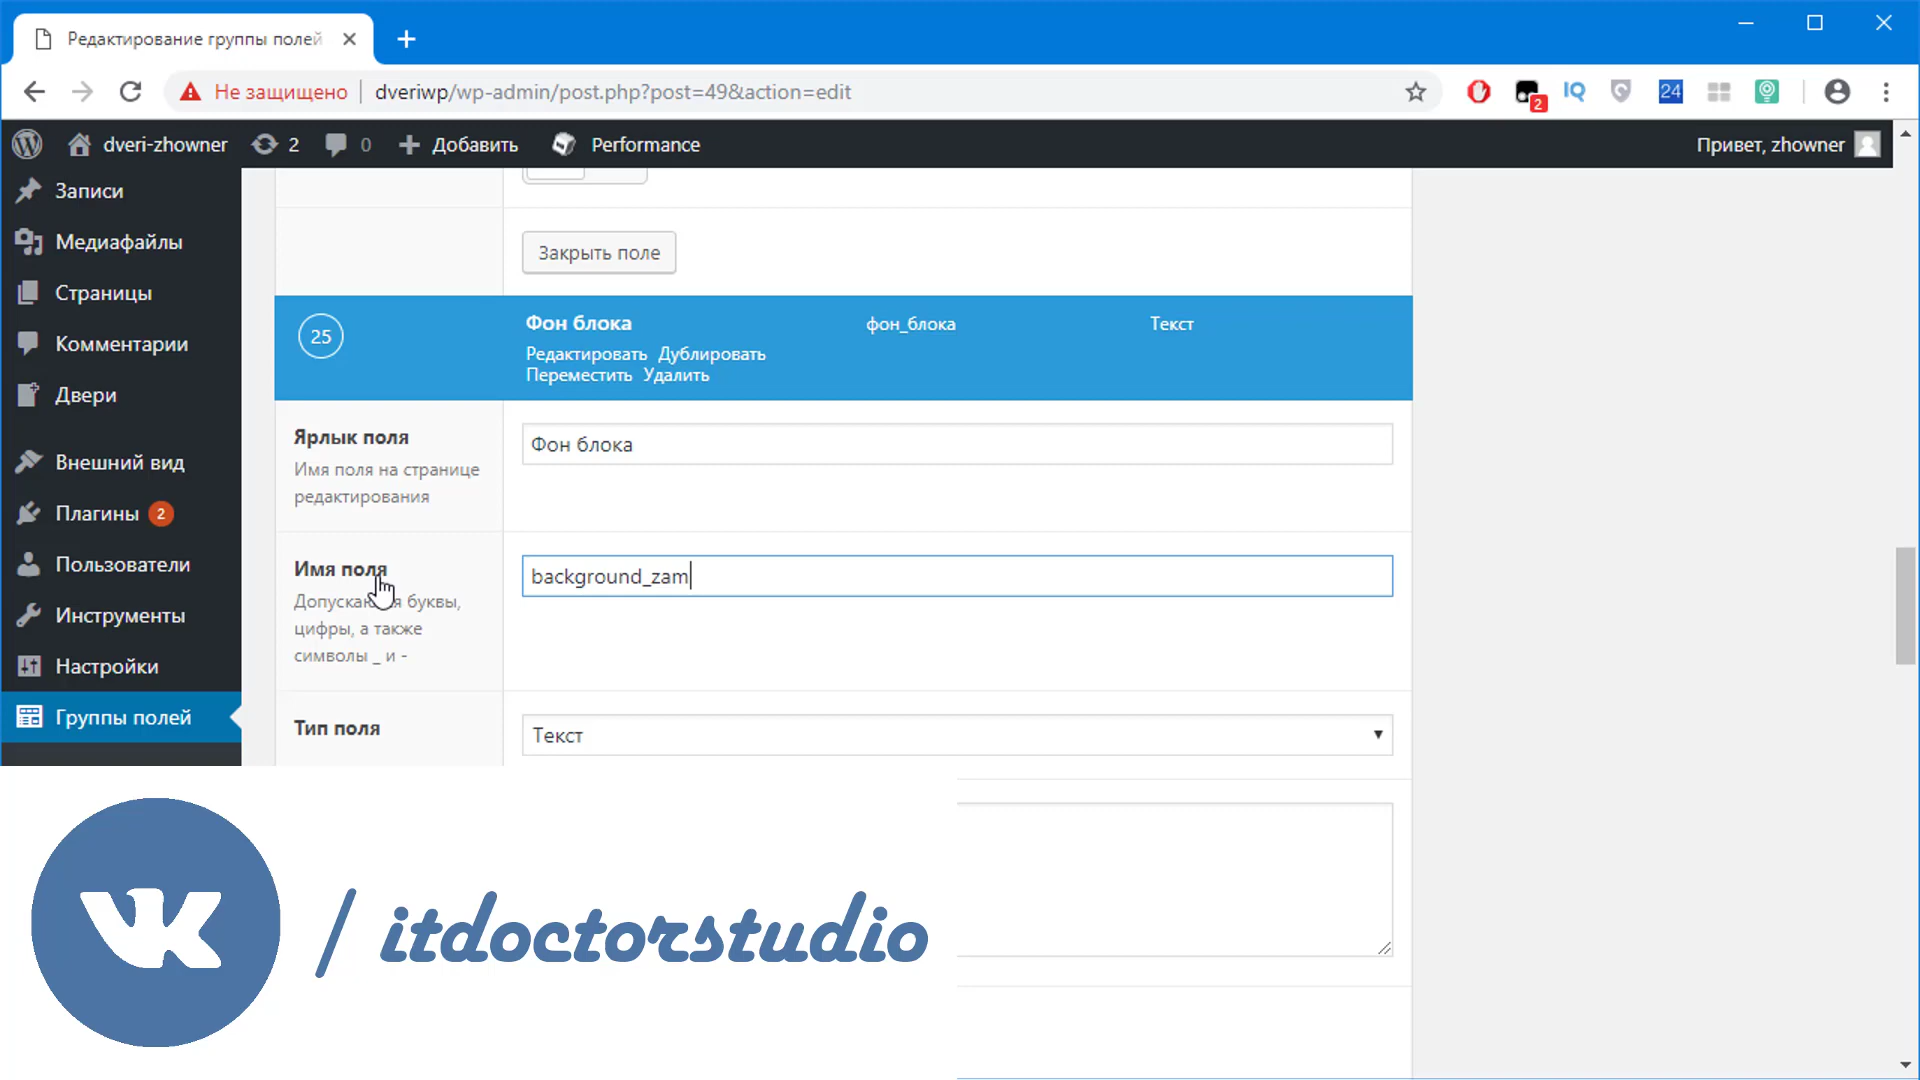 Редактирование группы полей
Не защищено
dveriwp/wp-admin/post.php?post=49&action=edit
2
24
dveri-zhowner
2
0
Добавить
Performance
Привет, zhowner
Записи
Медиафайлы
Страницы
Комментарии
Двери
Внешний вид
Плагины 2
Пользователи
Инструменты
Настройки
Группы полей
Закрыть поле
25
Фон блока
фон_блока
Текст
Редактировать Дублировать
Переместить Удалить
Ярлык поля
Имя поля на странице
редактирования
Фон блока
Имя поля
буквы,
цифры, а также
символы _ и -
background_zam
Тип поля
Текст
/ itdoctorstudio